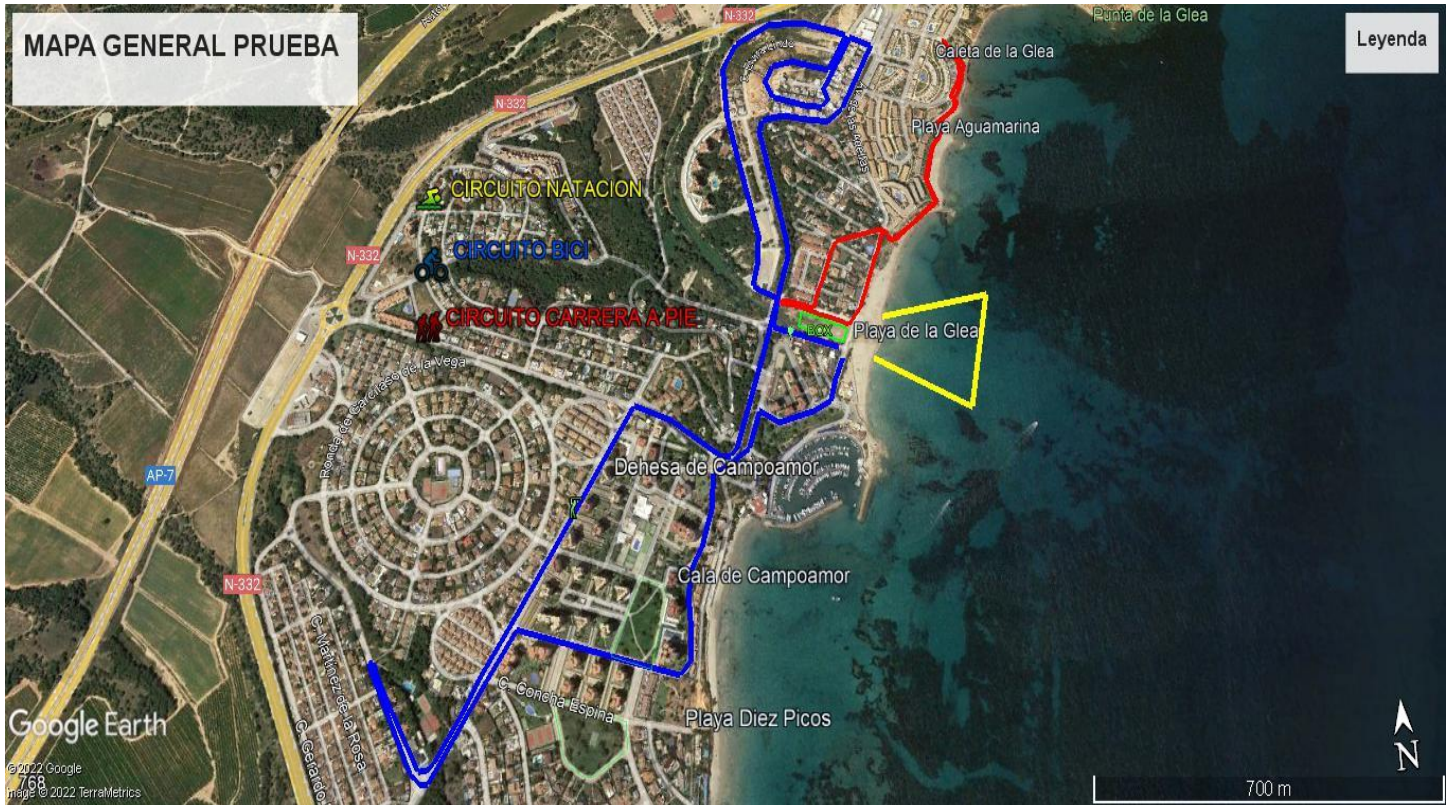 MAPA GENERAL PRUEBA
Leyenda
N-332
Punta de la Glea
Caleta de la Glea
N-332
Playa Aguamarina
CIRCUITO NATACION
N-332
CIRCUITO BICI
CIRCUITO CARRERA A PIE
BOX
Playa de la Glea
Ronda de Garcilaso de la Vega
AP-7
Dehesa de Campoamor
N-332
Cala de Campoamor
C. Martínez de la Rosa
C. Concha Espina
Playa Diez Picos
C. Gerardo
Google Earth
©2022 Google
768
Image © 2022 TerraMetrics
N
700 m